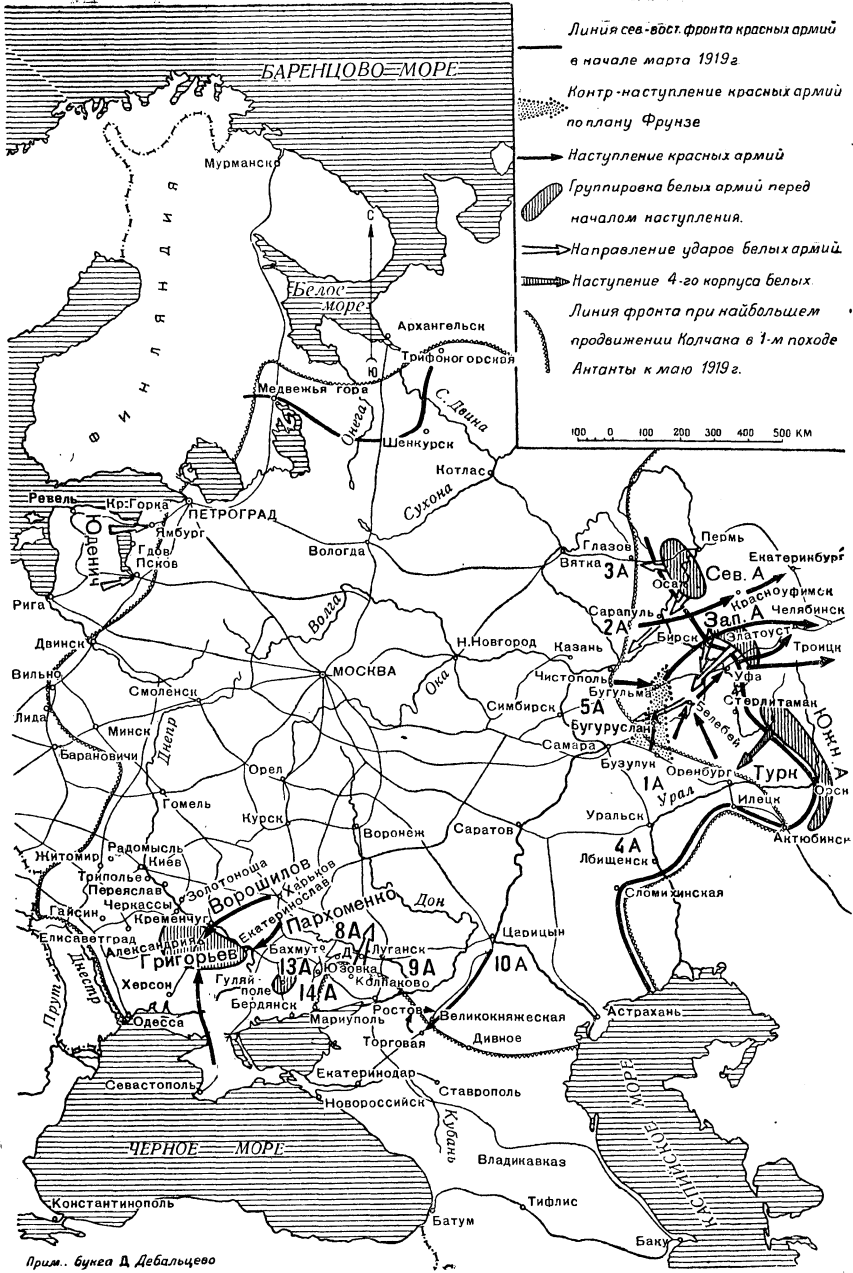 БАРЕНЦОВО МОРЕ
Линия сев.-вост. фронта красных армий
в начале марта 1919г.
Контр-наступление красных армий
по плану Фрунзе
Наступление красных армий
Группировка белых армий перед
началом наступления.
Направление ударов белых армий.
Наступение 4-го корпуса белых.
Линия фронта при наибольшем
продвижении Колчака в 1-м походе
Антанты к маю 1919г.
100 0 100 200 300 400 500 КМ
Мурманск
ФИНЛЯНДИЯ
С
Ю
Белое
море
Архангельск
Трифоногорская
Медвежья гора
Онега
С. Двина
Шенкурск
Котлас
Сухона
Ревель
Кр. Горка
ПЕТРОГРАД
Ямбург
Юденич
Гдов
Псков
Вологда
Вятка
Глазов
3А
Пермь
Оса
Сев. А
Екатеринбург
Красноуфимск
Сарапуль
2А
Зап. А
Челябинск
Бирск
Златоуст
Троицк
Рига
Волга
Двинск
Н.Новгород
Казань
Чистополь
Бугульма
Уфа
Вильно
МОСКВА
Ока
Смоленск
Симбирск
5А
Стерлитамак
Белебей
Лида
Минск
Днепр
Бугуруслан
Южн. А
Барановичи
Самара
Бузулук
Орел
1А
Оренбург
Турк
Урал
Орск
Гомель
Илецк
Курск
Воронеж
Саратов
Уральск
Актюбинск
4А
Лбищенск
Житомир
Радомысль
Киев
Триполье
Переяслав
Золотоноша
Черкассы
Ворошилов
Харьков
Сломихинская
Гайсин
Кременчуг
Екатеринослав
Пархоменко
Дон
Елисаветград
Александрия
8А
Царицын
Григорьев
Бахмут
Д
Луганск
13А
Юзовка
9А
10А
Днестр
Гуляй-
поле
14А
Колпаково
Херсон
Бердянск
Ростов
Великокняжеская
Астрахань
Прут
Одесса
Мариуполь
Торговая
Дивное
Севастополь
Екатеринодар
Ставрополь
Новороссийск
Кубань
ЧЕРНОЕ МОРЕ
Владикавказ
КАСПИЙСКОЕ МОРЕ
Константинополь
Тифлис
Батум
Баку
Прим.. буква Д Дебальцево